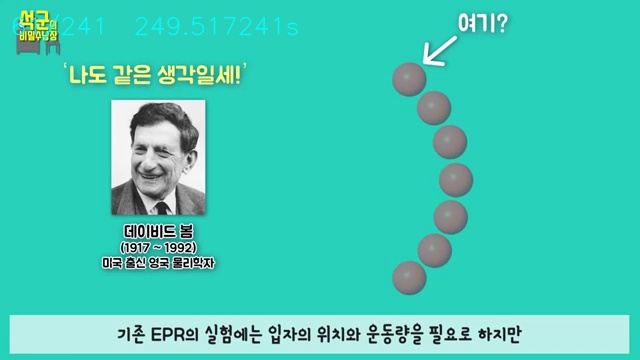 석군의
비밀수납장
/241 249.517241s
여기?
‘나도 같은 생각일세!’
데이비드 봄
(1917 ~ 1992)
미국 출신 영국 물리학자
기존 EPR의 실험에는 입자의 위치와 운동량을 필요로 하지만